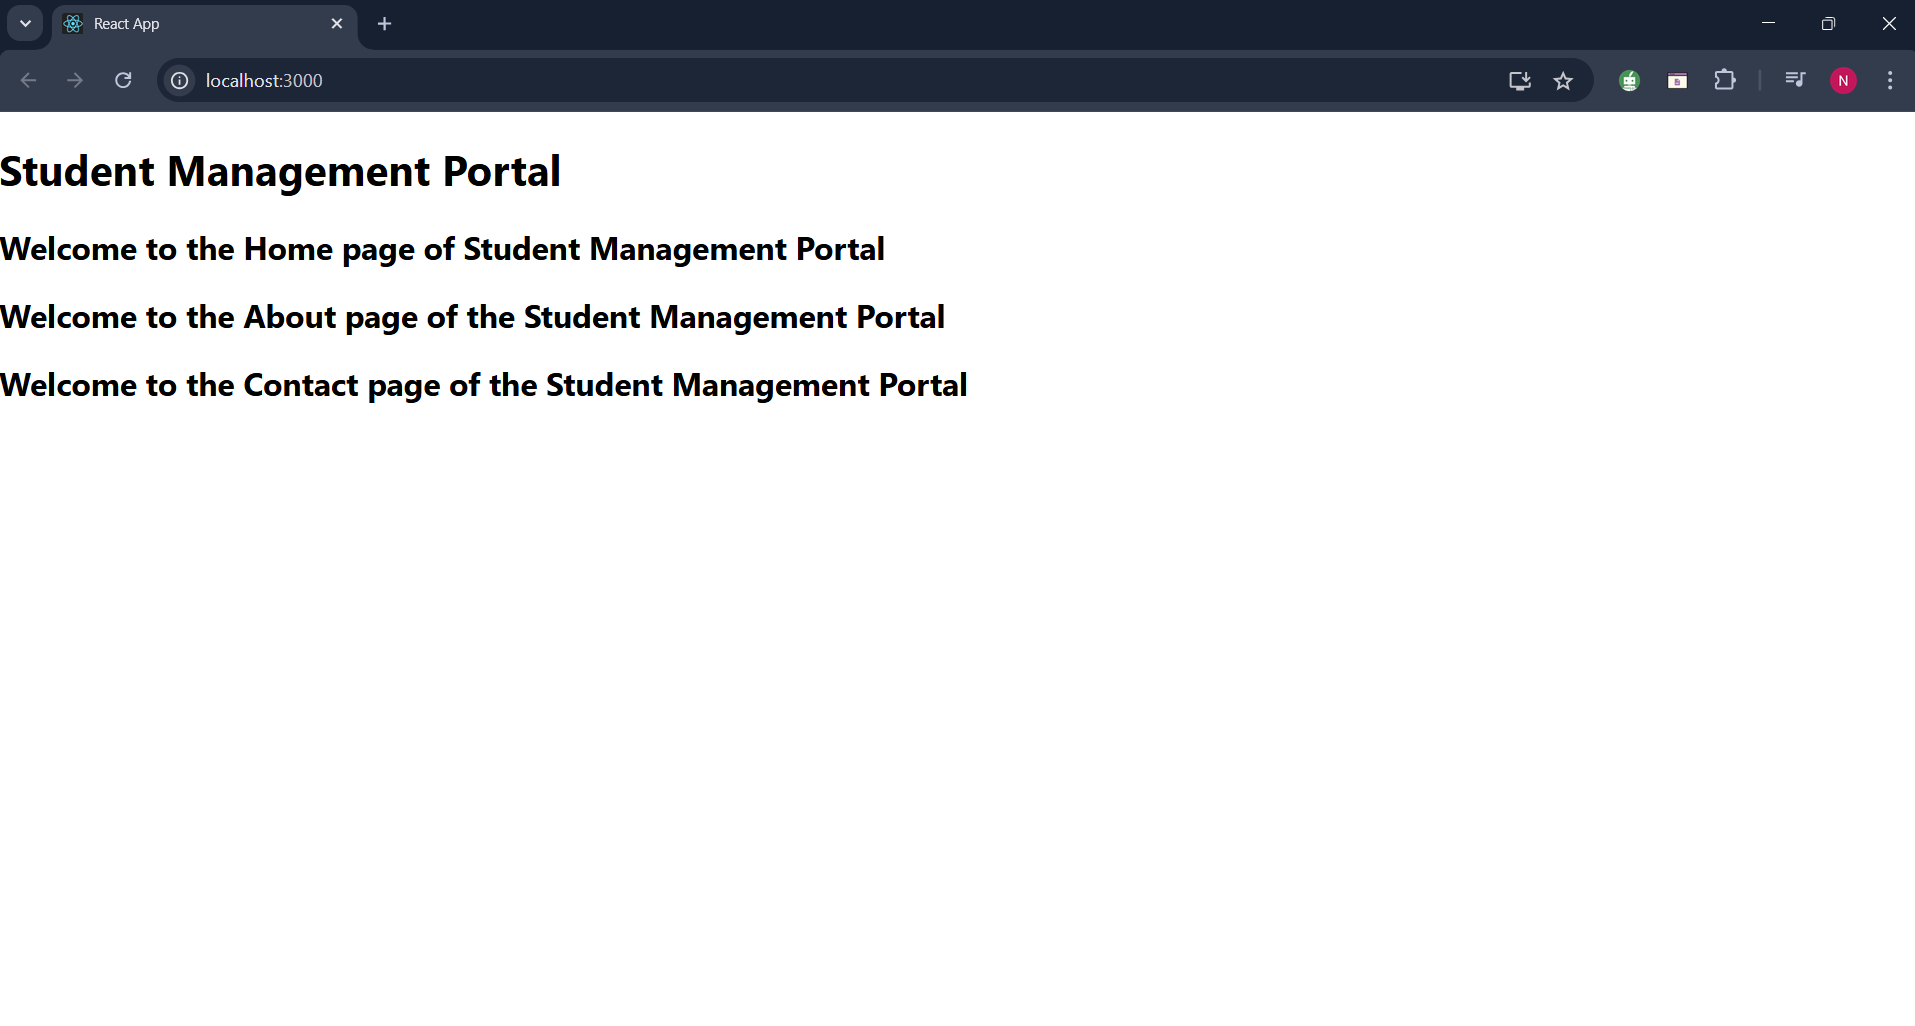 React App
localhost:3000
N
Student Management Portal
Welcome to the Home page of Student Management Portal
Welcome to the About page of the Student Management Portal
Welcome to the Contact page of the Student Management Portal